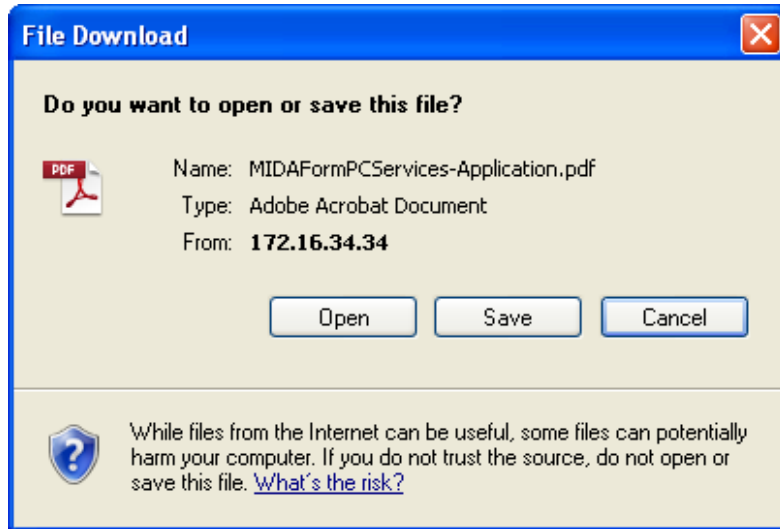 File Download
Do you want to open or save this file?
PDF
Name: MIDAFormPCServices-Application.pdf
Type: Adobe Acrobat Document
From: 172.16.34.34
Open Save Cancel
While files from the Internet can be useful, some files can potentially
harm your computer. If you do not trust the source, do not open or
save this file. What's the risk?